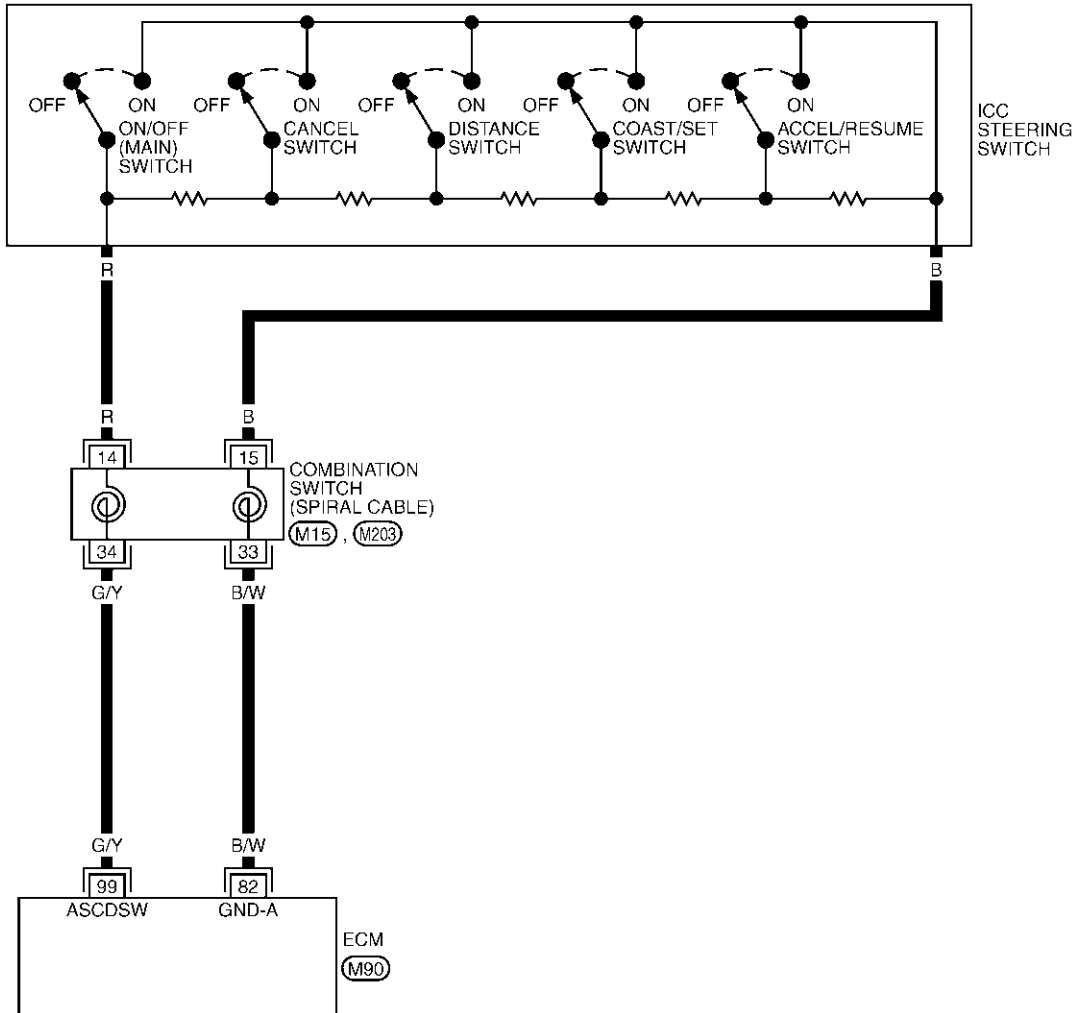 OFF ON OFF ON OFF ON OFF ON OFF ON
ON/OFF
(MAIN)
SWITCH
CANCEL
SWITCH
DISTANCE
SWITCH
COAST/SET
SWITCH
ACCEL/RESUME
SWITCH
ICC
STEERING
SWITCH
R B
R B
14 15
COMBINATION
SWITCH
(SPIRAL CABLE)
M15 , M203
34 33
G/Y B/W
G/Y B/W
99 82
ASCDSW GND-A
ECM
M90